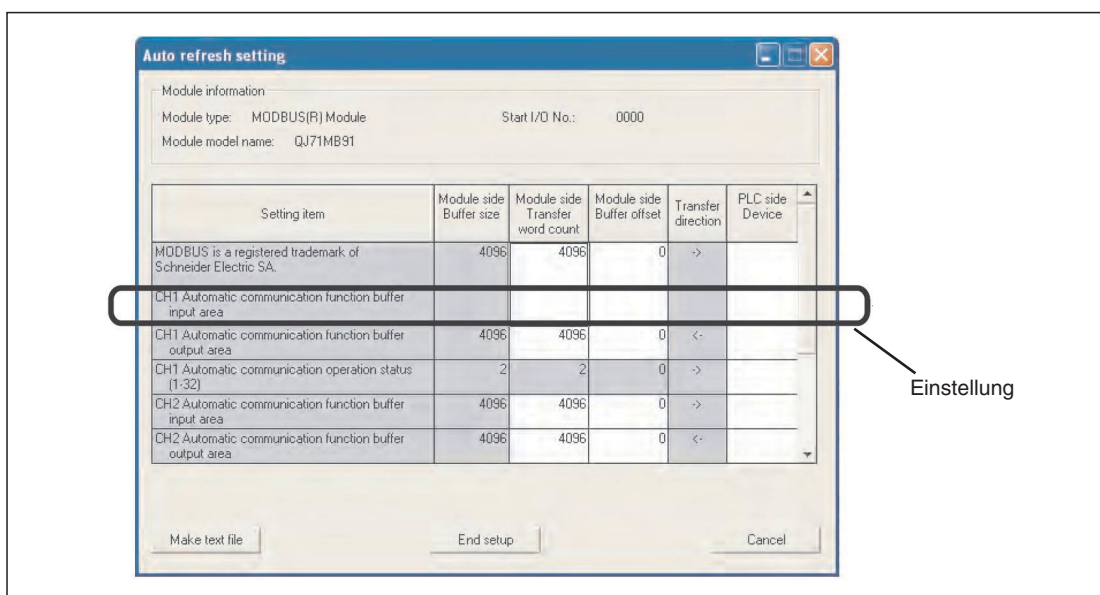 Auto refresh setting
Module information
Module type: MODBUS(R) Module Start I/O No.: 0000
Module model name: QJ71MB91
Setting item Module side Buffer size Module side Transfer word count Module side Buffer offset Transfer direction PLC side Device
MODBUS is a registered trademark of 4096 4096 0 ->
Schneider Electric SA.
CH1 Automatic communication function buffer
input area
CH1 Automatic communication function buffer 4096 4096 0 <-
output area
CH1 Automatic communication operation status 2 2 0 ->
(1-32)
CH2 Automatic communication function buffer 4096 4096 0 ->
input area
CH2 Automatic communication function buffer 4096 4096 0 <-
output area
Einstellung
Make text file End setup Cancel